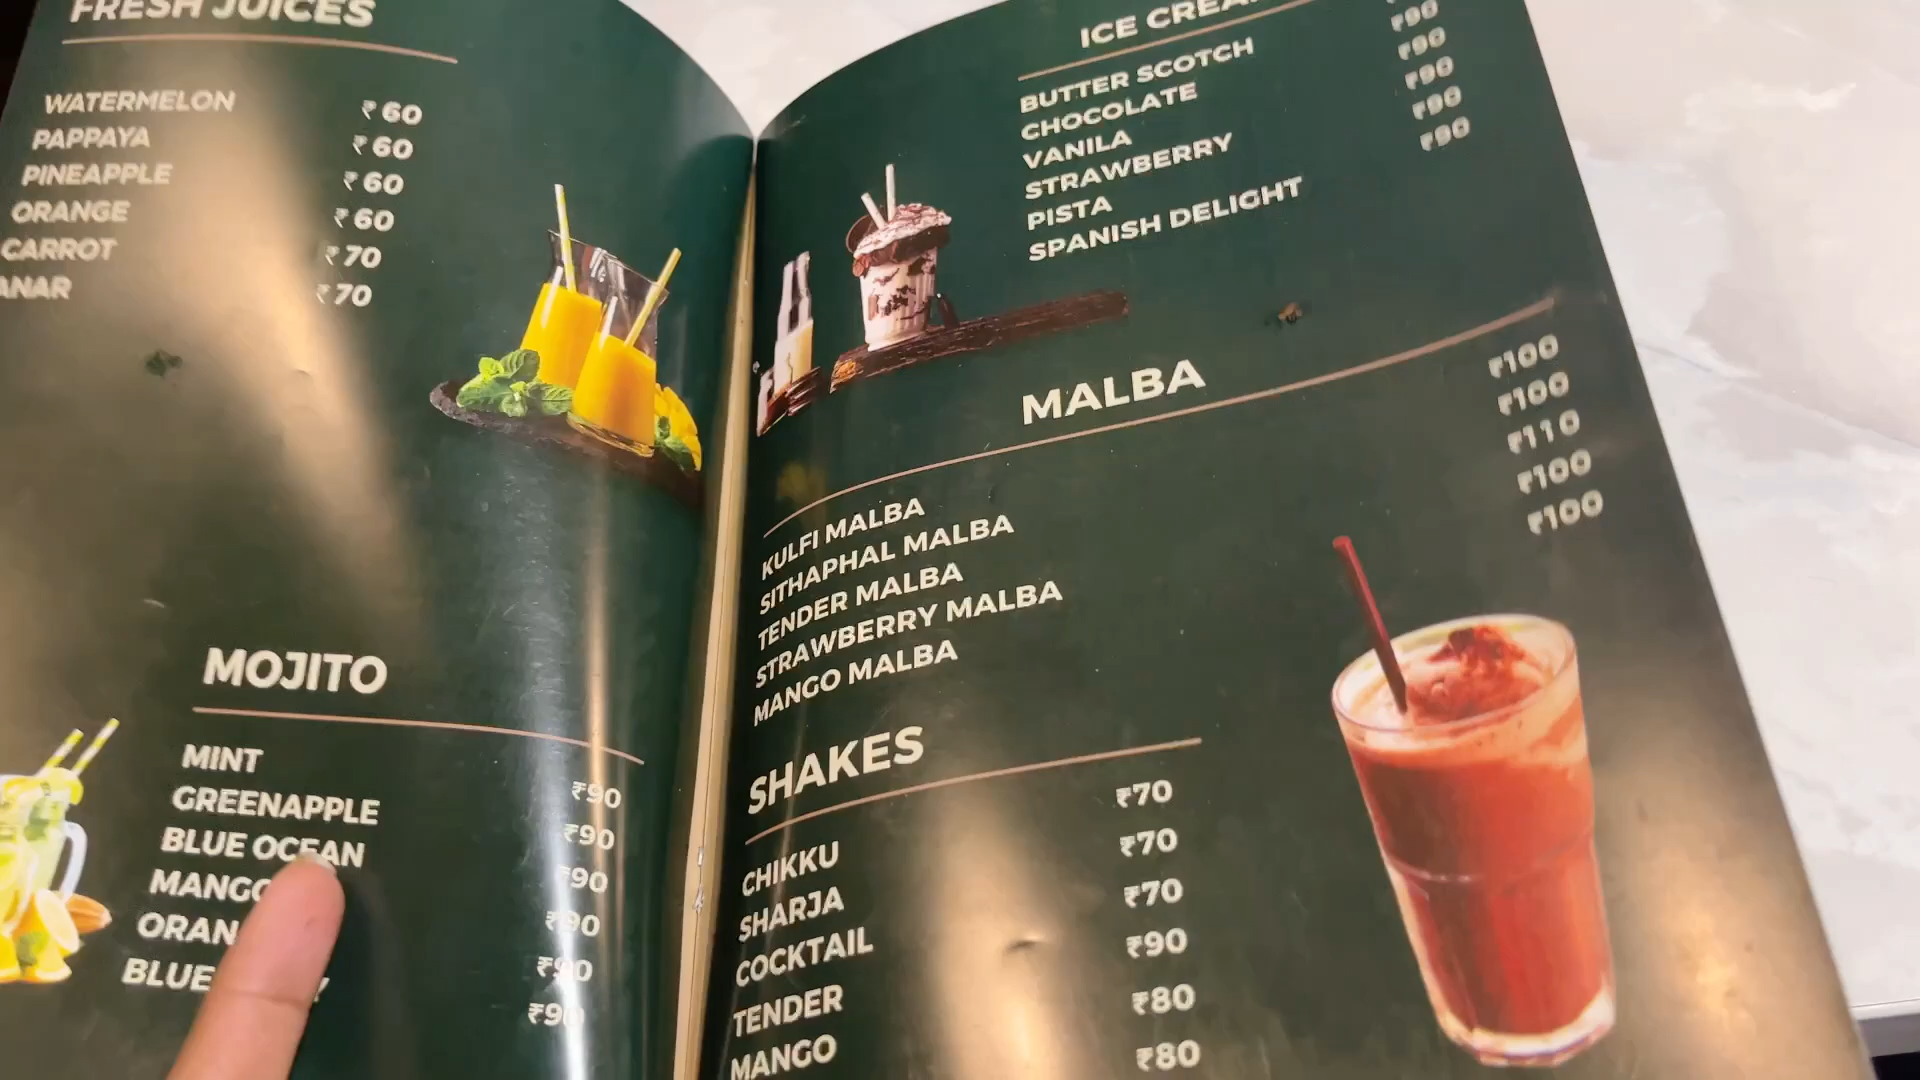 FRESH JUICES
WATERMELON ₹60
PAPPAYA ₹60
PINEAPPLE ₹60
ORANGE ₹60
CARROT ₹70
ANAR ₹70
MOJITO
MINT ₹90
GREENAPPLE ₹90
BLUE OCEAN ₹90
MANGO ₹90
ORAN ₹90
BLUE ₹90
ICE CREA
BUTTER SCOTCH ₹90
CHOCOLATE ₹90
VANILA ₹90
STRAWBERRY ₹90
PISTA ₹90
SPANISH DELIGHT
MALBA
KULFI MALBA ₹100
SITHAPHAL MALBA ₹100
TENDER MALBA ₹110
STRAWBERRY MALBA ₹100
MANGO MALBA ₹100
SHAKES
CHIKKU ₹70
SHARJA ₹70
COCKTAIL ₹70
TENDER ₹90
MANGO ₹80
₹80